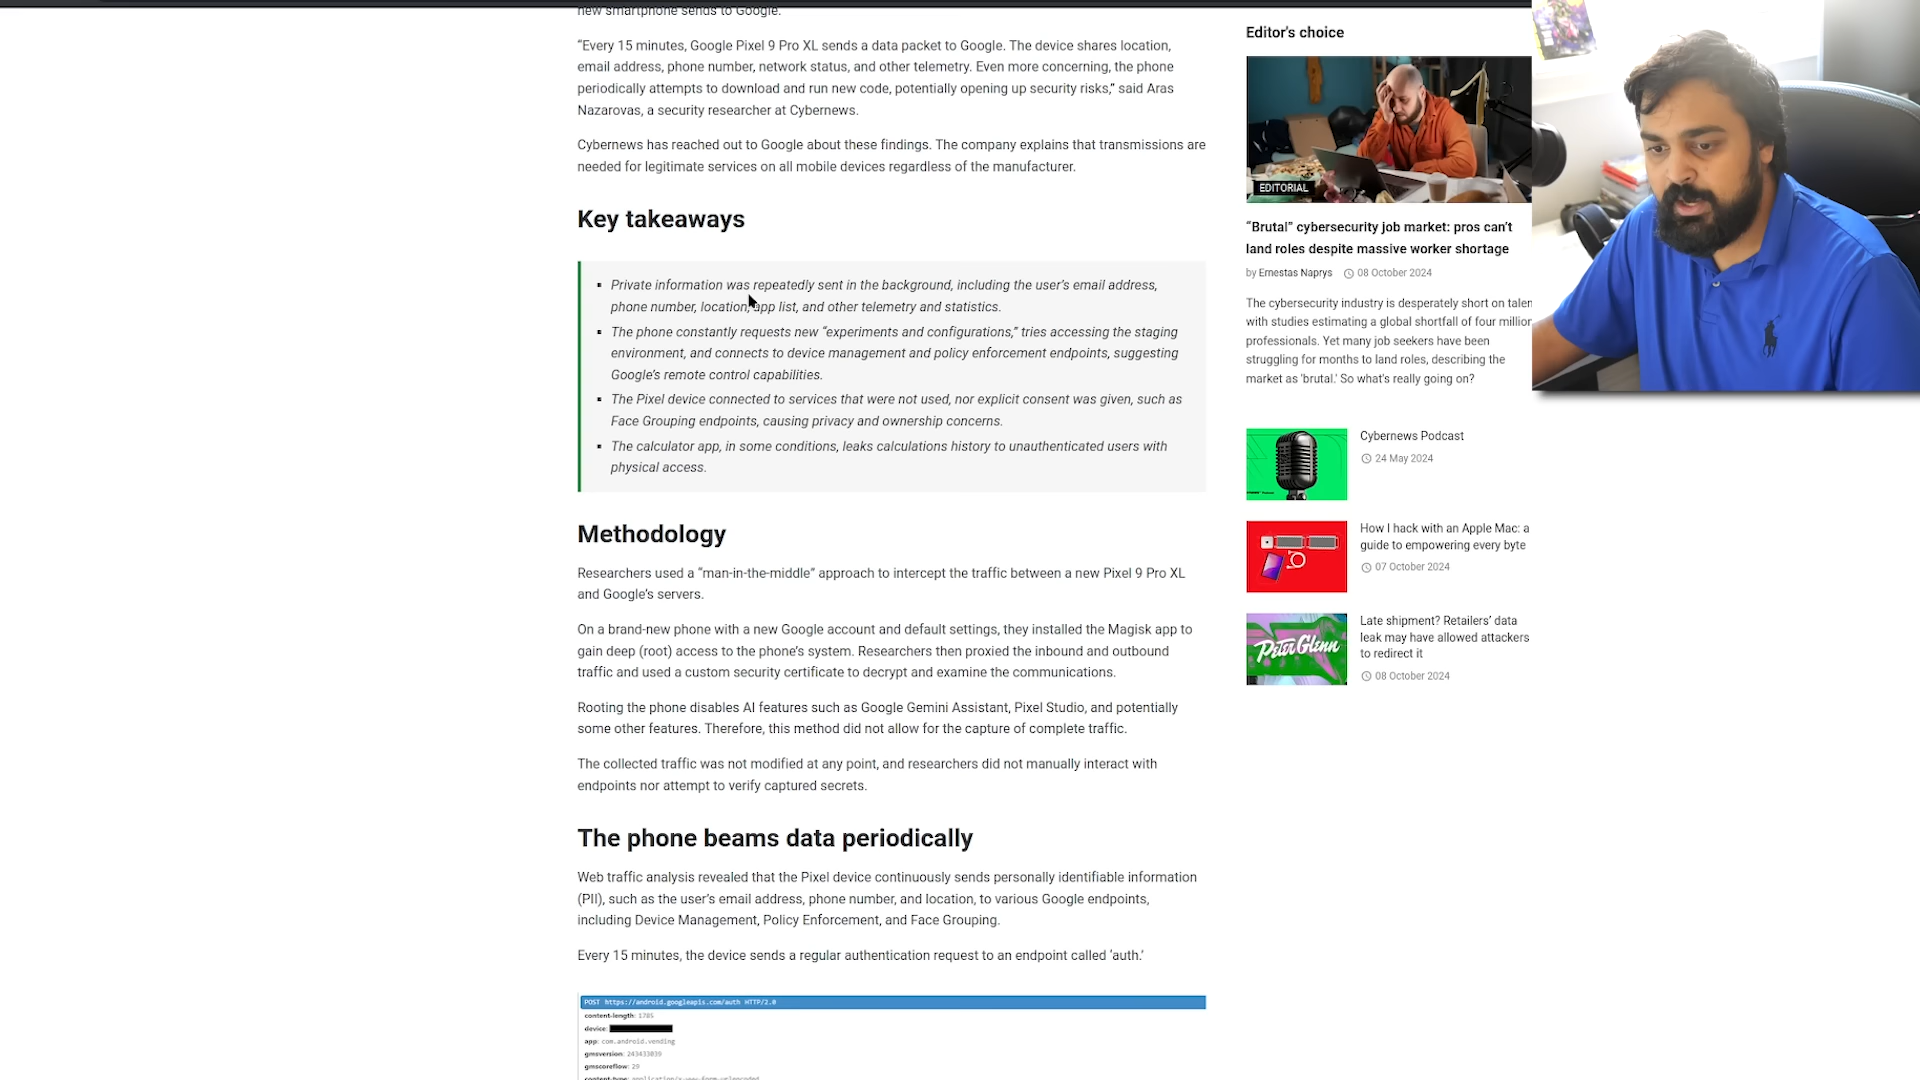 new smartphone sends to Google.
“Every 15 minutes, Google Pixel 9 Pro XL sends a data packet to Google. The device shares location,
email address, phone number, network status, and other telemetry. Even more concerning, the phone
periodically attempts to download and run new code, potentially opening up security risks,” said Aras
Nazarovas, a security researcher at Cybernews.
Cybernews has reached out to Google about these findings. The company explains that transmissions are
needed for legitimate services on all mobile devices regardless of the manufacturer.
Key takeaways
▪ Private information was repeatedly sent in the background, including the user’s email address,
phone number, location, app list, and other telemetry and statistics.
▪ The phone constantly requests new “experiments and configurations,” tries accessing the staging
environment, and connects to device management and policy enforcement endpoints, suggesting
Google’s remote control capabilities.
▪ The Pixel device connected to services that were not used, nor explicit consent was given, such as
Face Grouping endpoints, causing privacy and ownership concerns.
▪ The calculator app, in some conditions, leaks calculations history to unauthenticated users with
physical access.
Methodology
Researchers used a “man-in-the-middle” approach to intercept the traffic between a new Pixel 9 Pro XL
and Google’s servers.
On a brand-new phone with a new Google account and default settings, they installed the Magisk app to
gain deep (root) access to the phone’s system. Researchers then proxied the inbound and outbound
traffic and used a custom security certificate to decrypt and examine the communications.
Rooting the phone disables AI features such as Google Gemini Assistant, Pixel Studio, and potentially
some other features. Therefore, this method did not allow for the capture of complete traffic.
The collected traffic was not modified at any point, and researchers did not manually interact with
endpoints nor attempt to verify captured secrets.
The phone beams data periodically
Web traffic analysis revealed that the Pixel device continuously sends personally identifiable information
(PII), such as the user’s email address, phone number, and location, to various Google endpoints,
including Device Management, Policy Enforcement, and Face Grouping.
Every 15 minutes, the device sends a regular authentication request to an endpoint called ‘auth.’
POST https://android.googleapis.com/auth HTTP/2.0
content-length: 1785
device:
app: com.android.vending
gmsversion: 243433039
gmscoreflow: 29
content-type: application/x-www-form-urlencoded
Editor's choice
EDITORIAL
“Brutal” cybersecurity job market: pros can’t
land roles despite massive worker shortage
by Ernestas Naprys 08 October 2024
The cybersecurity industry is desperately short on talen
with studies estimating a global shortfall of four million
professionals. Yet many job seekers have been
struggling for months to land roles, describing the
market as 'brutal.' So what's really going on?
Cybernews Podcast
24 May 2024
How I hack with an Apple Mac: a
guide to empowering every byte
07 October 2024
Peter Glenn
Late shipment? Retailers’ data
leak may have allowed attackers
to redirect it
08 October 2024